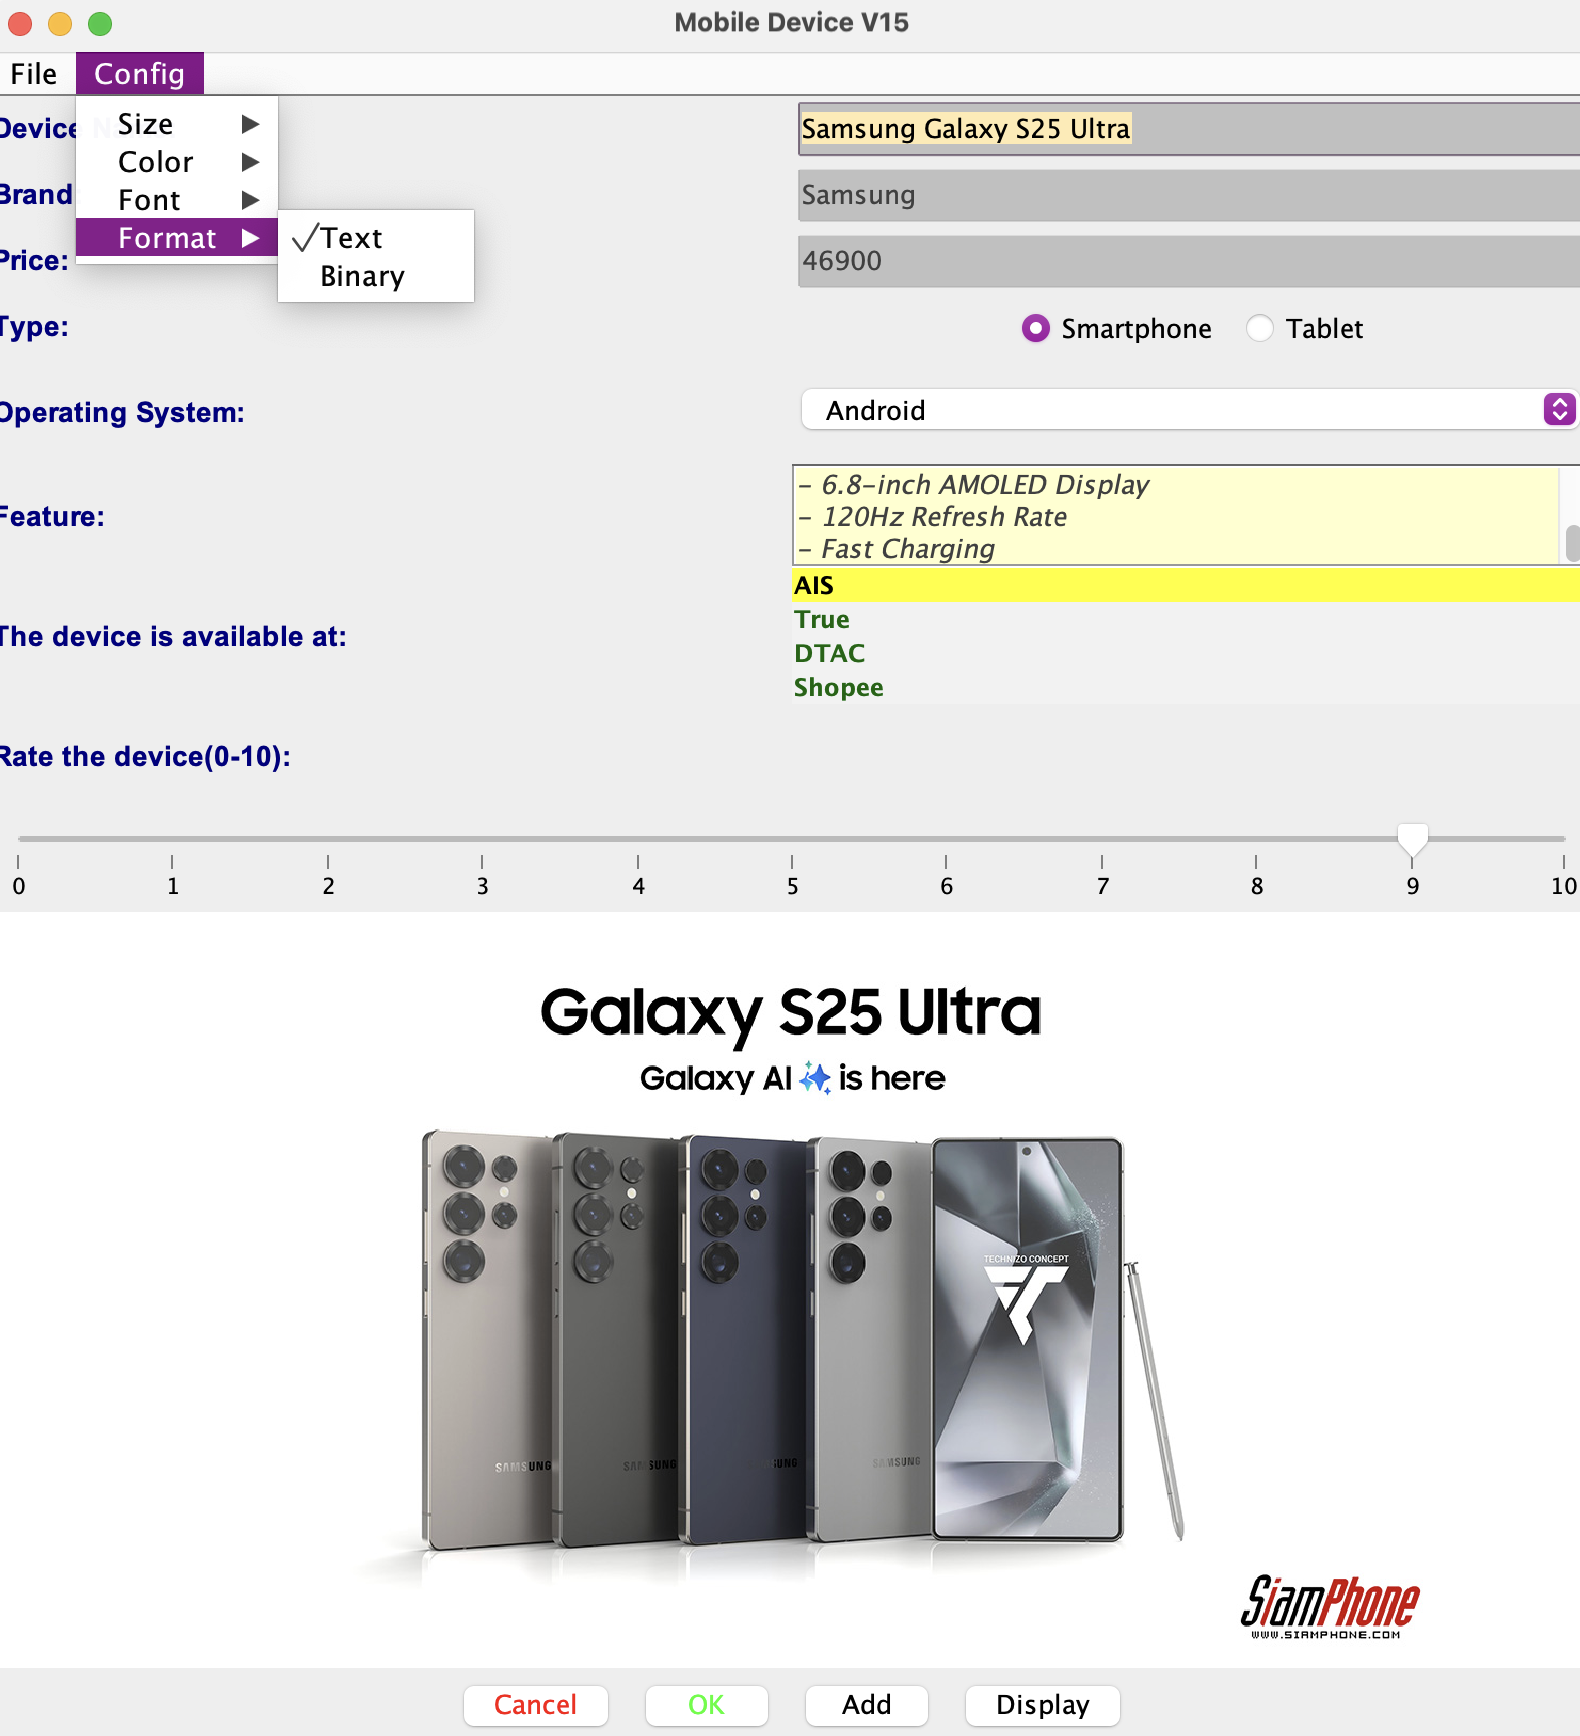 Mobile Device V15
File Config
Size
Color
Font
Format
Text
Binary
Device N
Samsung Galaxy S25 Ultra
Brand
Samsung
Price:
46900
Type:
Smartphone
Tablet
Operating System:
Android
Feature:
- 6.8-inch AMOLED Display
- 120Hz Refresh Rate
- Fast Charging
The device is available at:
AIS
True
DTAC
Shopee
Rate the device(0-10):
0 1 2 3 4 5 6 7 8 9 10
Galaxy S25 Ultra
Galaxy AI is here
TECHNIZO CONCEPT
SAMSUNG
SAMSUNG
SUNG
SAMSUNG
SiamPhone
WWW.SIAMPHONE.COM
Cancel OK Add Display